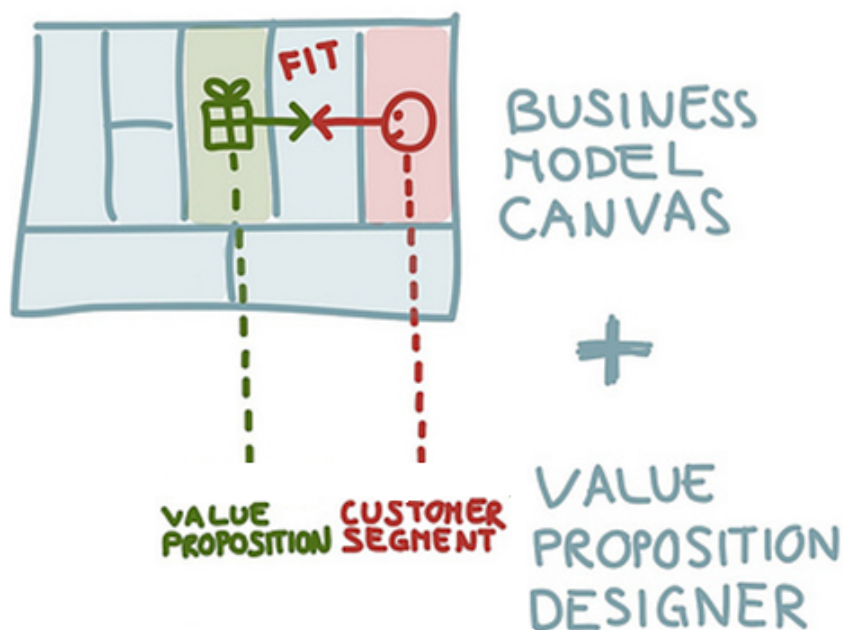 FIT
BUSINESS
MODEL
CANVAS
+
VALUE
PROPOSITION
CUSTOMER
SEGMENT
VALUE
PROPOSITION
DESIGNER